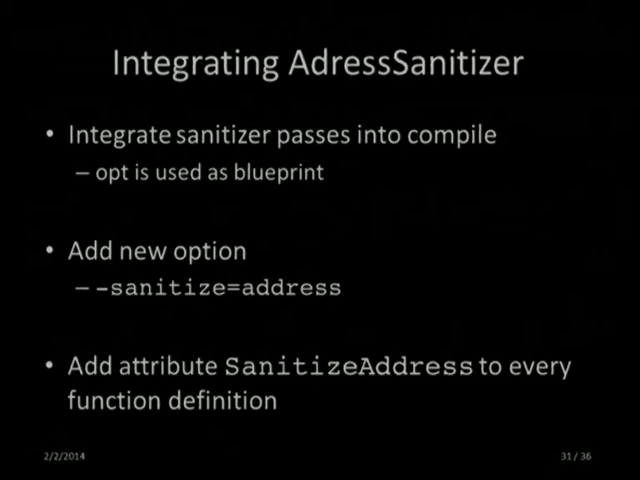 Integrating AdressSanitizer
• Integrate sanitizer passes into compile
– opt is used as blueprint
• Add new option
– -sanitize=address
• Add attribute SanitizeAddress to every
function definition
2/2/2014
31 / 36